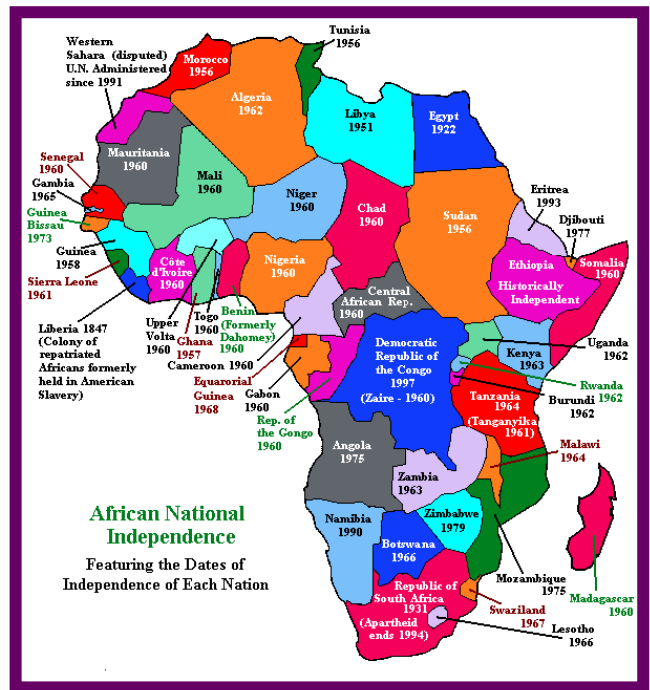 Tunisia
1956
Western
Sahara (disputed)
U.N. Administered
since 1991
Morocco
1956
Algeria
1962
Libya
1951
Egypt
1922
Mauritania
1960
Mali
1960
Niger
1960
Chad
1960
Sudan
1956
Eritrea
1993
Djibouti
1977
Somalia
1960
Ethiopia
Historically
Independent
Senegal
1960
Gambia
1965
Guinea
Bissau
1973
Guinea
1958
Sierra Leone
1961
Liberia 1847
(Colony of
repatriated
Africans formerly
held in American
Slavery)
Côte
d'Ivoire
1960
Upper
Volta
1960
Ghana
1957
Togo
1960
Benin
(Formerly
Dahomey)
1960
Nigeria
1960
Cameroon 1960
Central
African Rep.
1960
Equarorial
Guinea
1968
Gabon
1960
Rep. of
the Congo
1960
Democratic
Republic of
the Congo
1997
(Zaire - 1960)
Uganda
1962
Kenya
1963
Rwanda
1962
Burundi
1962
Tanzania
1964
(Tanganyika
1961)
Malawi
1964
Angola
1975
Zambia
1963
Zimbabwe
1979
Namibia
1990
Botswana
1966
Mozambique
1975
Madagascar
1960
Republic of
South Africa
1931
(Apartheid
ends 1994)
Swaziland
1967
Lesotho
1966
African National
Independence
Featuring the Dates of
Independence of Each Nation